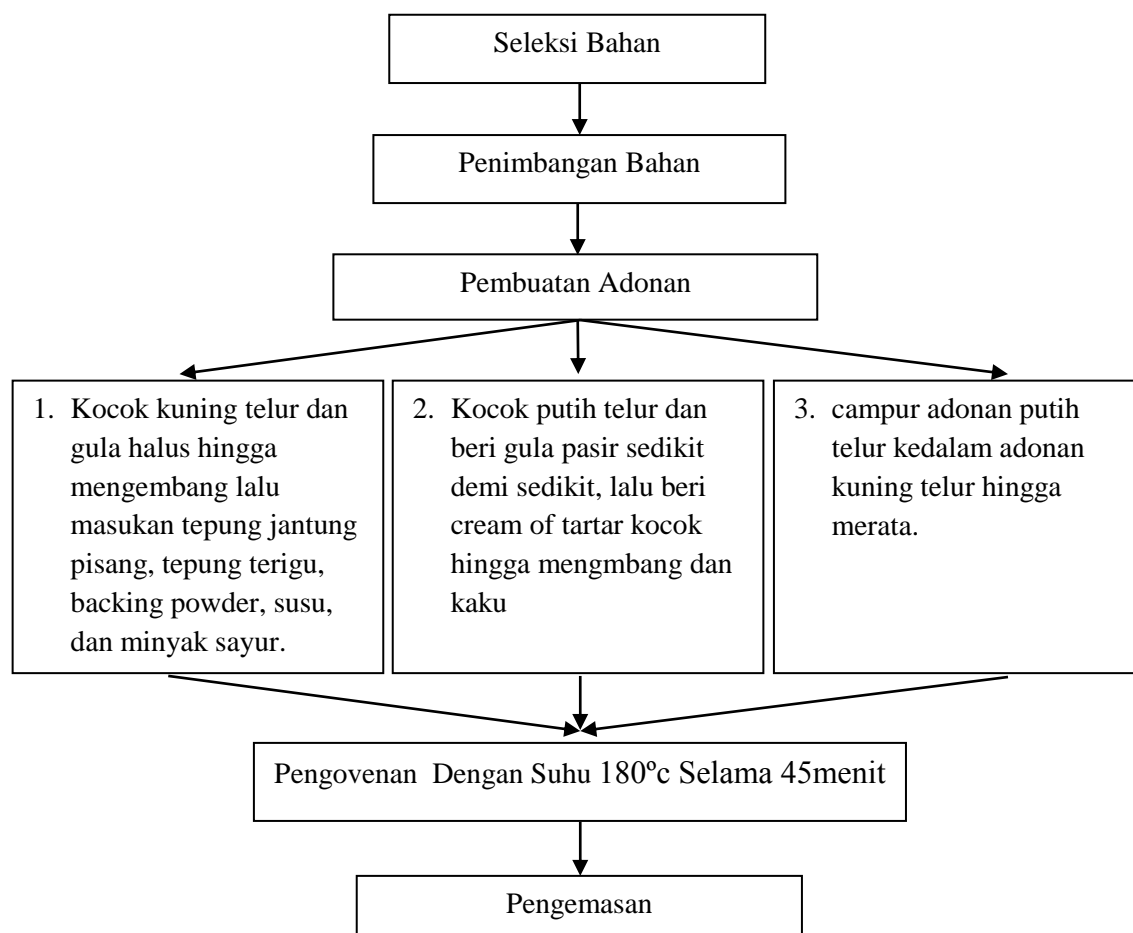 Seleksi Bahan
Penimbangan Bahan
Pembuatan Adonan
1. Kocok kuning telur dan
gula halus hingga
mengembang lalu
masukan tepung jantung
pisang, tepung terigu,
backing powder, susu,
dan minyak sayur.
2. Kocok putih telur dan
beri gula pasir sedikit
demi sedikit, lalu beri
cream of tartar kocok
hingga mengmbang dan
kaku
3. campur adonan putih
telur kedalam adonan
kuning telur hingga
merata.
Pengovenan Dengan Suhu 180ºc Selama 45menit
Pengemasan